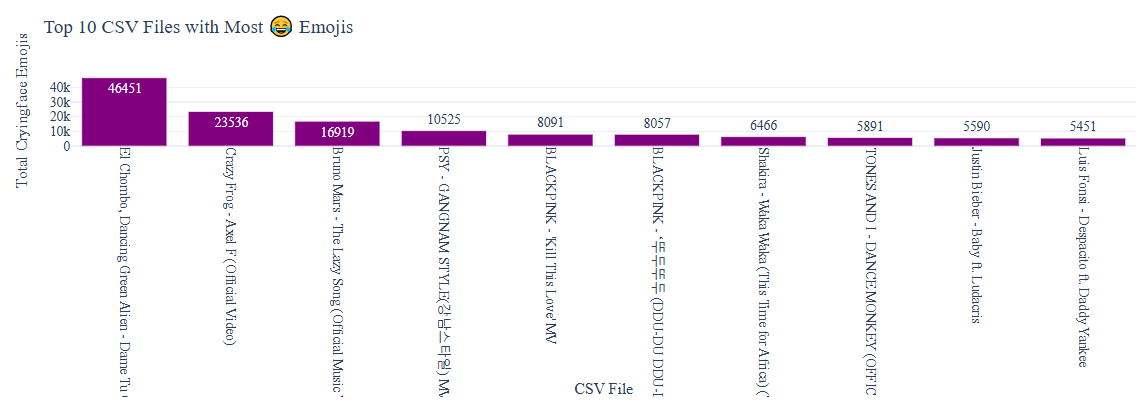 Top 10 CSV Files with Most 😂 Emojis
Total Cryingface Emojis
40k
30k
20k
10k
0
46451
23536
16919
10525
8091
8057
6466
5891
5590
5451
El Chombo, Dancing Green Alien - Dame Tu
Crazy Frog - Axel F (Official Video)
Bruno Mars - The Lazy Song (Official Music
PSY - GANGNAM STYLE(강남스타일) MV
BLACKPINK - 'Kill This Love' MV
BLACKPINK - '뚜두뚜두 (DDU-DU DDU-
Shakira - Waka Waka (This Time for Africa) (
TONES AND I - DANCE MONKEY (OFFIC
Justin Bieber - Baby ft. Ludacris
Luis Fonsi - Despacito ft. Daddy Yankee
CSV File